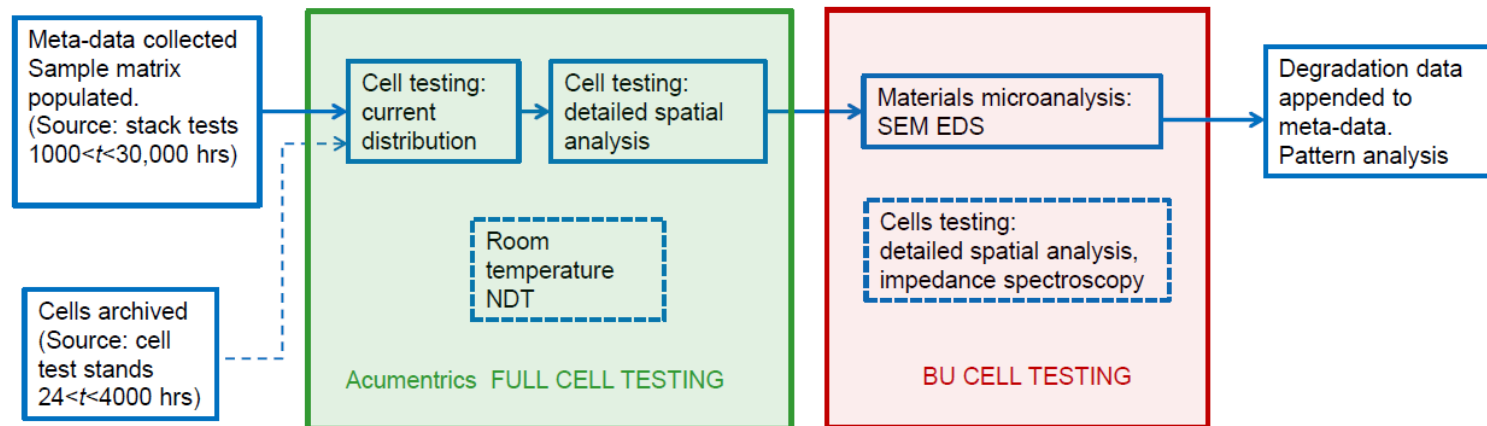 Meta-data collected
Sample matrix
populated.
(Source: stack tests
1000<t<30,000 hrs)
Cells archived
(Source: cell
test stands
24<t<4000 hrs)
Cell testing:
current
distribution
Cell testing:
detailed spatial
analysis
Room
temperature
NDT
Acumentrics FULL CELL TESTING
Materials microanalysis:
SEM EDS
Cells testing:
detailed spatial analysis,
impedance spectroscopy
BU CELL TESTING
Degradation data
appended to
meta-data.
Pattern analysis